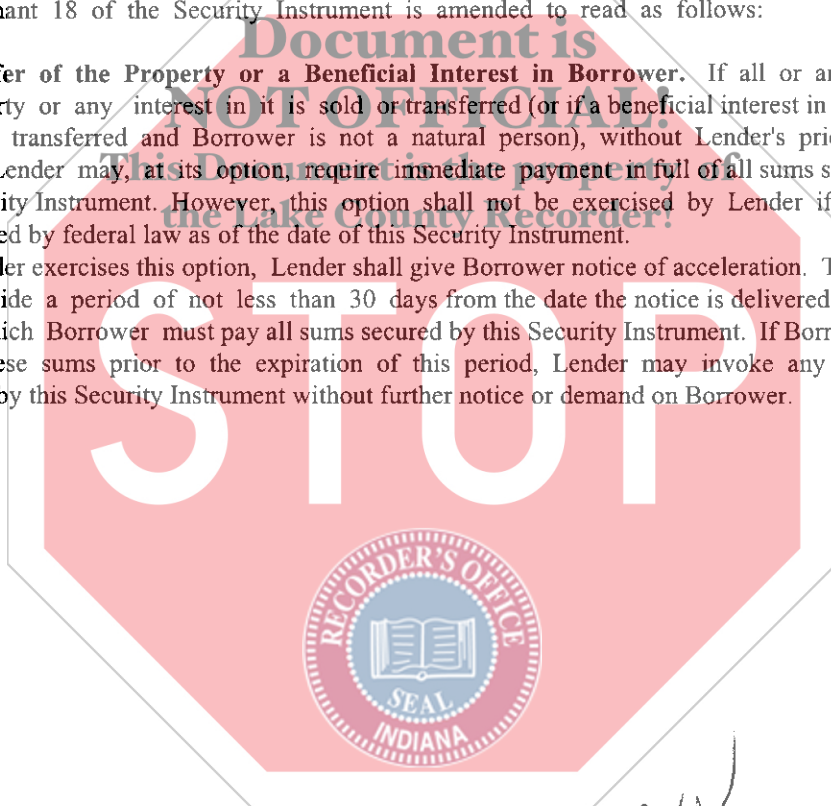 nant 18 of the Security Instrument is amended to read as follows:
Document is
fer of the Property or a Beneficial Interest in Borrower. If all or an
NOT OFFICIAL!
rty or any interest in it is sold or transferred (or if a beneficial interest in
transferred and Borrower is not a natural person), without Lender's pri
This Document is the property of
Lender may, at its option, require immediate payment in full of all sums s
ity Instrument. However, this option shall not be exercised by Lender if
the Lake County Recorder!
ed by federal law as of the date of this Security Instrument.
der exercises this option, Lender shall give Borrower notice of acceleration. T
ide a period of not less than 30 days from the date the notice is delivered
ich Borrower must pay all sums secured by this Security Instrument. If Borr
ese sums prior to the expiration of this period, Lender may invoke any
by this Security Instrument without further notice or demand on Borrower.
STOP
RECORDER'S OFFICE
SEAL
INDIANA